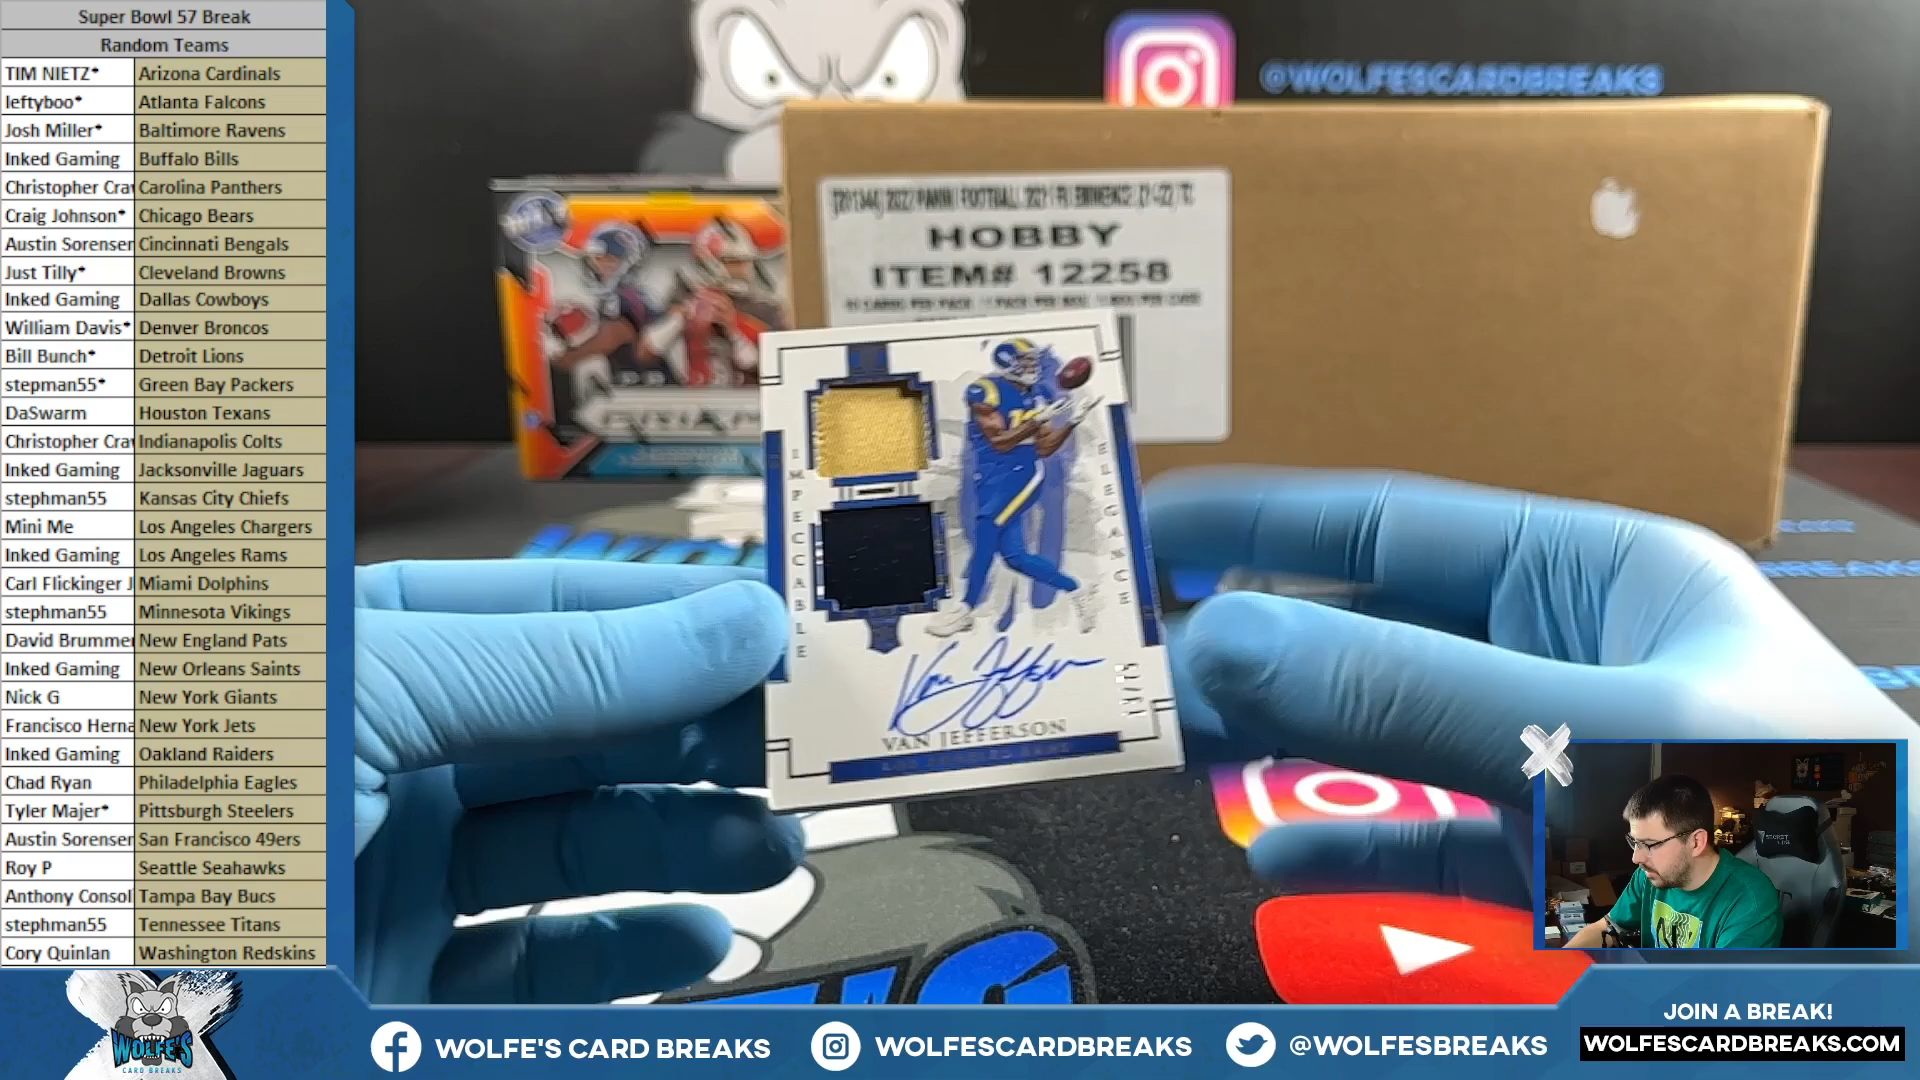 Super Bowl 57 Break
Random Teams
TIM NIETZ* Arizona Cardinals
leftyboo* Atlanta Falcons
Josh Miller* Baltimore Ravens
Inked Gaming Buffalo Bills
Christopher Cra Carolina Panthers
Craig Johnson* Chicago Bears
Austin Sorenser Cincinnati Bengals
Just Tilly* Cleveland Browns
Inked Gaming Dallas Cowboys
William Davis* Denver Broncos
Bill Bunch* Detroit Lions
stepman55* Green Bay Packers
DaSwarm Houston Texans
Christopher Cra Indianapolis Colts
Inked Gaming Jacksonville Jaguars
stephman55 Kansas City Chiefs
Mini Me Los Angeles Chargers
Inked Gaming Los Angeles Rams
Carl Flickinger J Miami Dolphins
stephman55 Minnesota Vikings
David Brummer New England Pats
Inked Gaming New Orleans Saints
Nick G New York Giants
Francisco Herna New York Jets
Inked Gaming Oakland Raiders
Chad Ryan Philadelphia Eagles
Tyler Majer* Pittsburgh Steelers
Austin Sorenser San Francisco 49ers
Roy P Seattle Seahawks
Anthony Consol Tampa Bay Bucs
stephman55 Tennessee Titans
Cory Quinlan Washington Redskins
@WOLFESCARDBREAKS
HOBBY
ITEM# 12258
IMPECCABLE
ELEGANCE
VAN JEFFERSON
WOLFE'S
CARD BREAKS
WOLFE'S CARD BREAKS
WOLFESCARDBREAKS
@WOLFESBREAKS
JOIN A BREAK!
WOLFESCARDBREAKS.COM